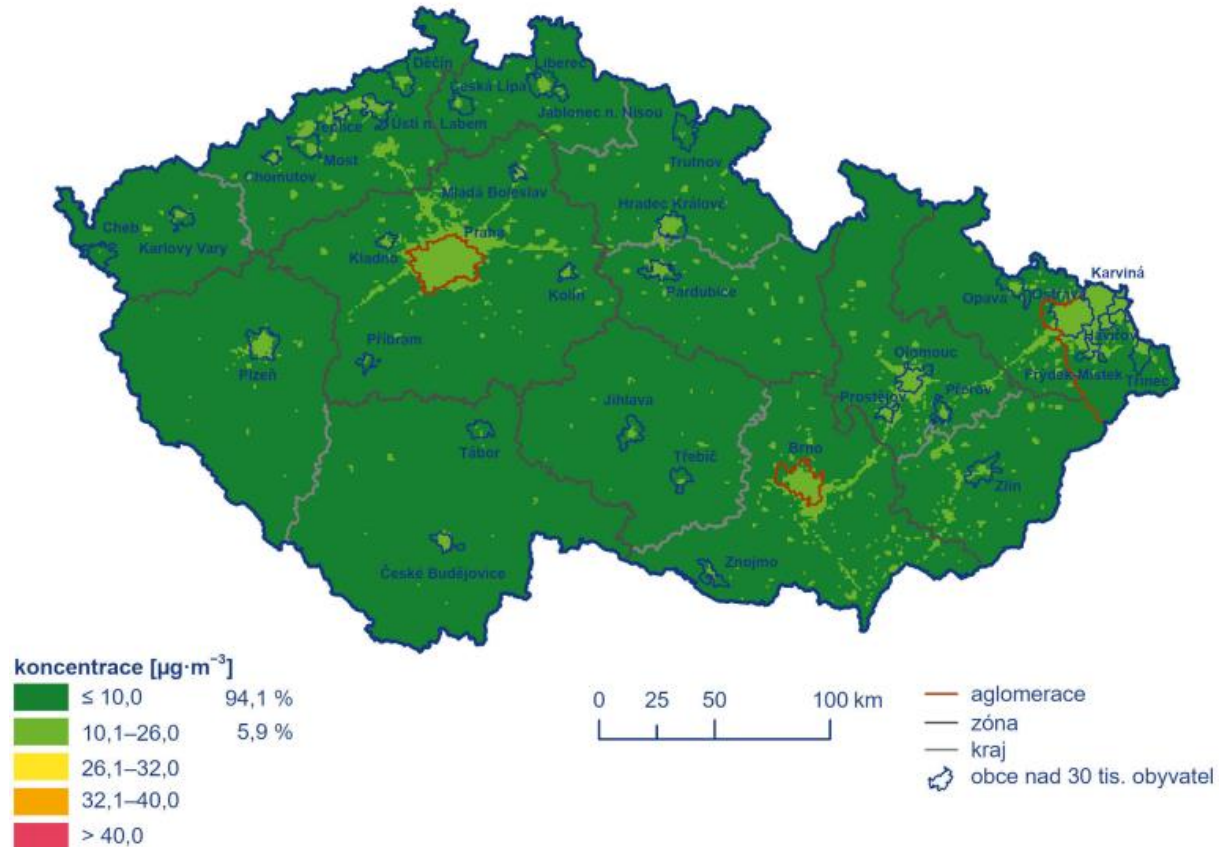 Děčín
Liberec
Česká Lípa
Jablonec n. Nisou
Teplice
Ústí n. Labem
Most
Chomutov
Trutnov
Mladá Boleslav
Hradec Králové
Cheb
Karlovy Vary
Kladno
Praha
Kolín
Pardubice
Karviná
Opava
Ostrava
Havířov
Příbram
Plzeň
Olomouc
Frýdek-Místek
Třinec
Prostějov
Přerov
Jihlava
Tábor
Třebíč
Brno
Zlín
České Budějovice
Znojmo
koncentrace [µg·m⁻³]
≤ 10,0 94,1 %
10,1–26,0 5,9 %
26,1–32,0
32,1–40,0
> 40,0
0 25 50 100 km
aglomerace
zóna
kraj
obce nad 30 tis. obyvatel